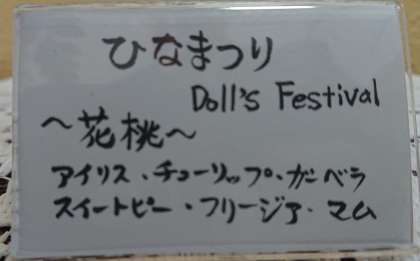 ひなまつり
Doll's Festival
～花桃～
アイリス・チューリップ・ガーベラ
スイートピー・フリージア・マム